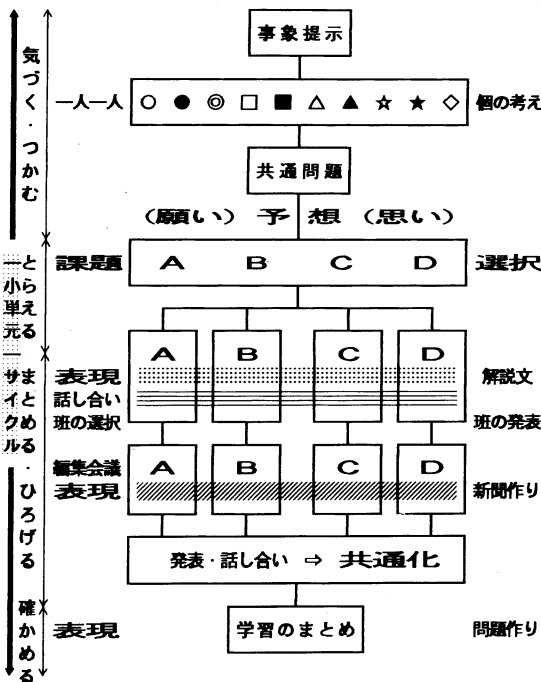 事象提示
一人一人 ○ ● ◎ □ ■ △ ▲ ☆ ★ ◇ 個の考え
共通問題
(願い) 予想 (思い)
課題 A B C D 選択
A B C D
表現 解説文
話し合い
班の選択 班の発表
編集会議 A B C D
表現 新聞作り
発表・話し合い ⇨ 共通化
表現 学習のまとめ 問題作り
気づく・つかむ
とらえる
まとめる・ひろげる
確かめる
一小単元一サイクル